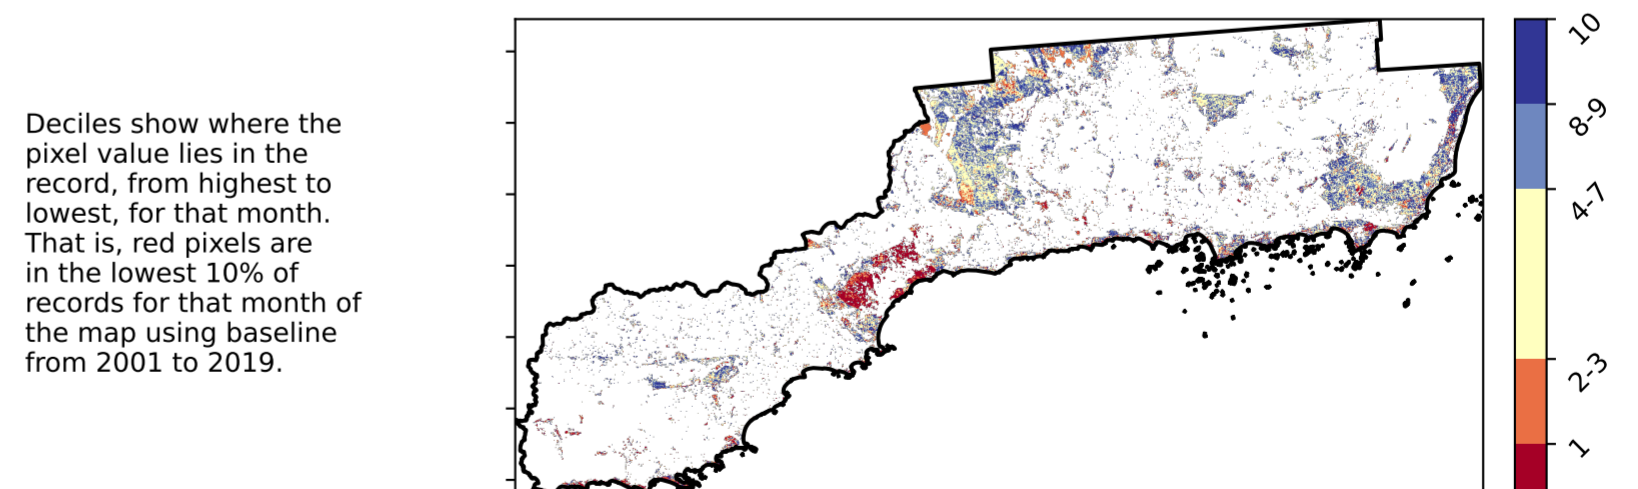 Deciles show where the
pixel value lies in the
record, from highest to
lowest, for that month.
That is, red pixels are
in the lowest 10% of
records for that month of
the map using baseline
from 2001 to 2019.
10
8-9
4-7
2-3
1